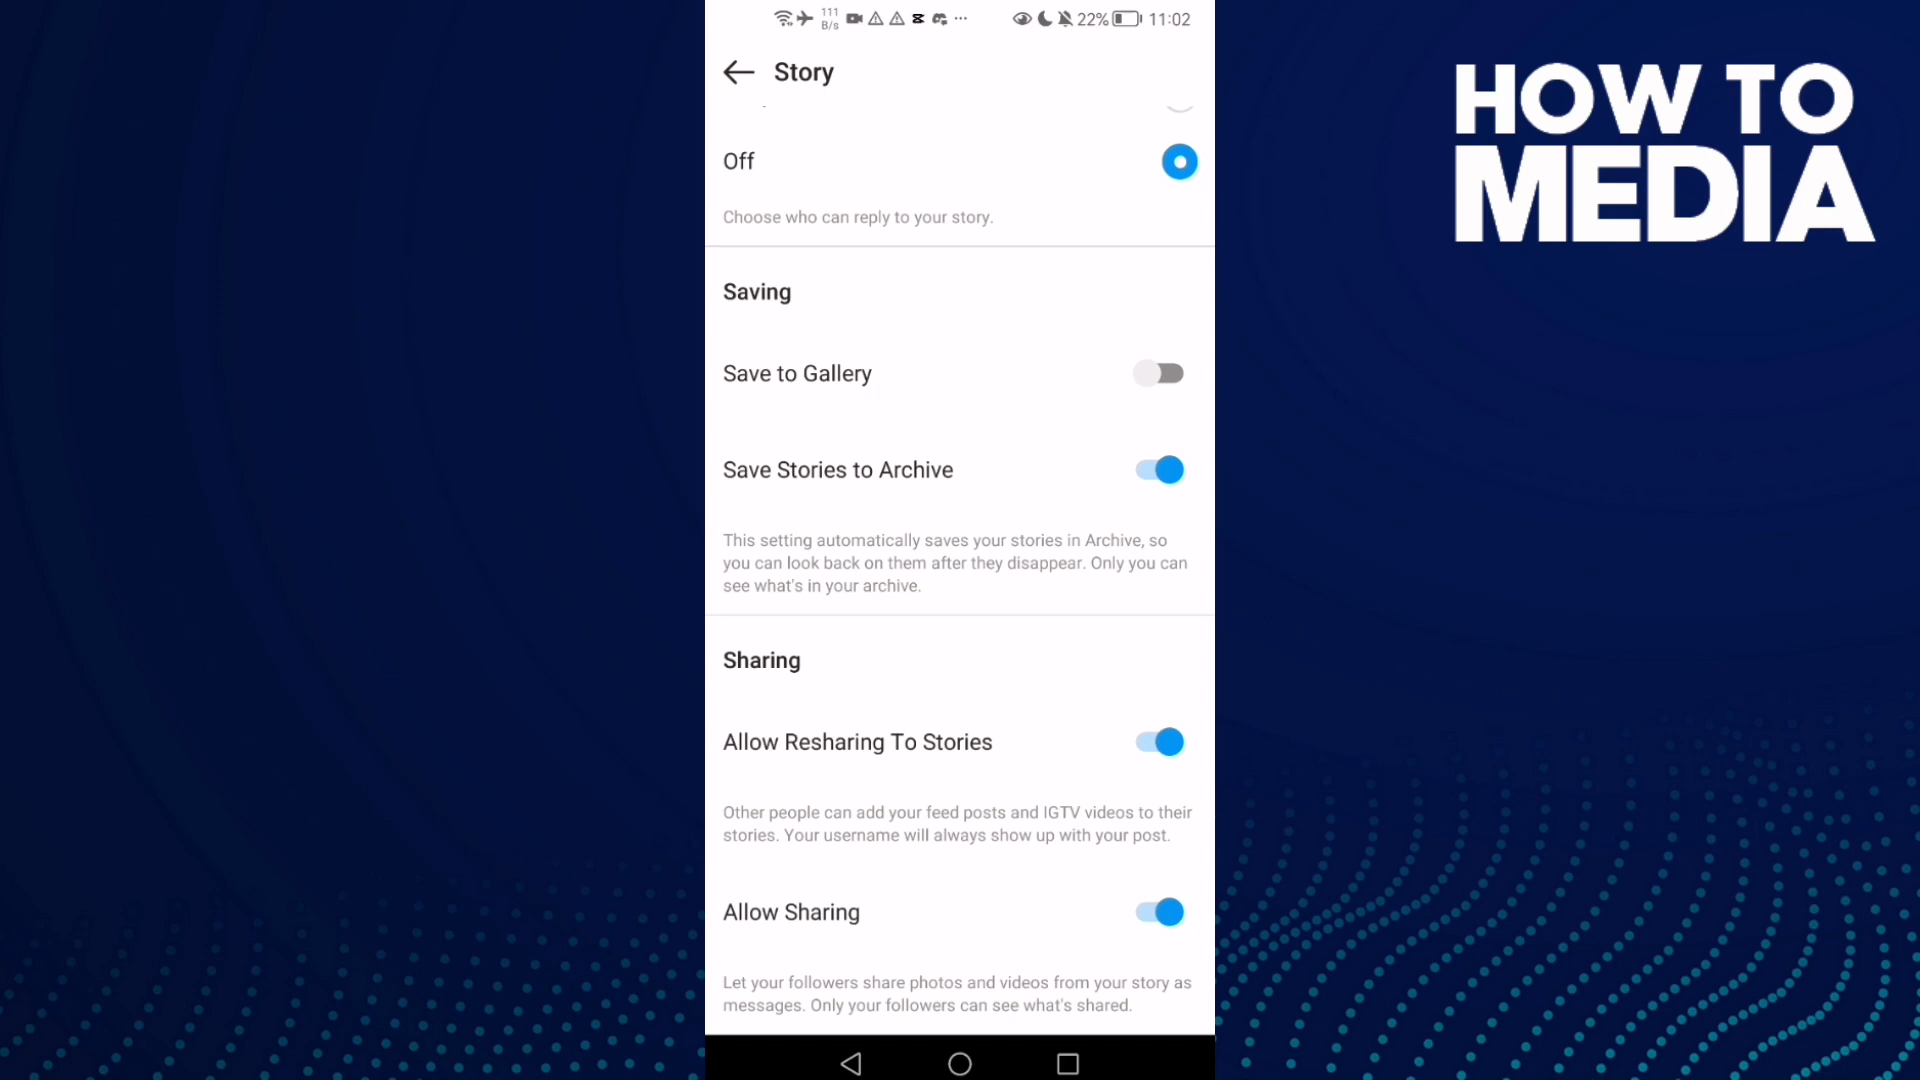 111
B/s
22%
11:02
HOW TO
MEDIA
Story
Off
Choose who can reply to your story.
Saving
Save to Gallery
Save Stories to Archive
This setting automatically saves your stories in Archive, so
you can look back on them after they disappear. Only you can
see what's in your archive.
Sharing
Allow Resharing To Stories
Other people can add your feed posts and IGTV videos to their
stories. Your username will always show up with your post.
Allow Sharing
Let your followers share photos and videos from your story as
messages. Only your followers can see what's shared.